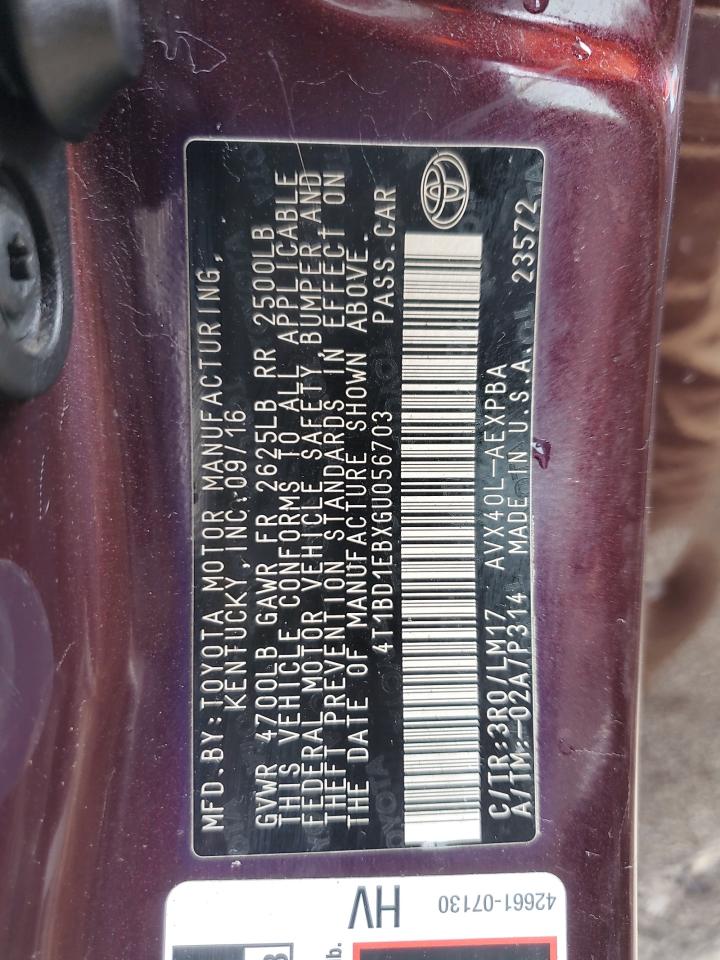 MFD.BY:TOYOTA MOTOR MANUFACTURING,
KENTUCKY,INC.09/16
GVWR 4700LB GAWR FR 2625LB RR 2500LB
THIS VEHICLE CONFORMS TO ALL APPLICABLE
FEDERAL MOTOR VEHICLE SAFETY,BUMPER AND
THEFT PREVENTION STANDARDS IN EFFECT ON
THE DATE OF MANUFACTURE SHOWN ABOVE.
4T1BD1EBXGU056703 PASS.CAR
C/TR:3R0/LM17 AVX40L-AEXPBA
A/TM:-02A7P314 MADE IN U.S.A. 23572
HV
42661-07130